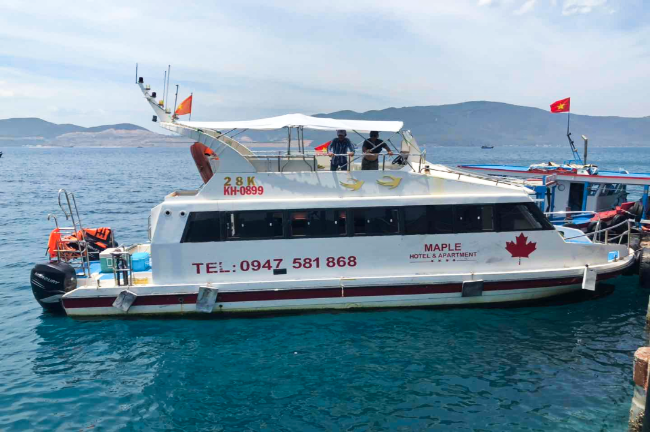 28K
KH-0899
TEL: 0947 581 868
MAPLE
HOTEL & APARTMENT